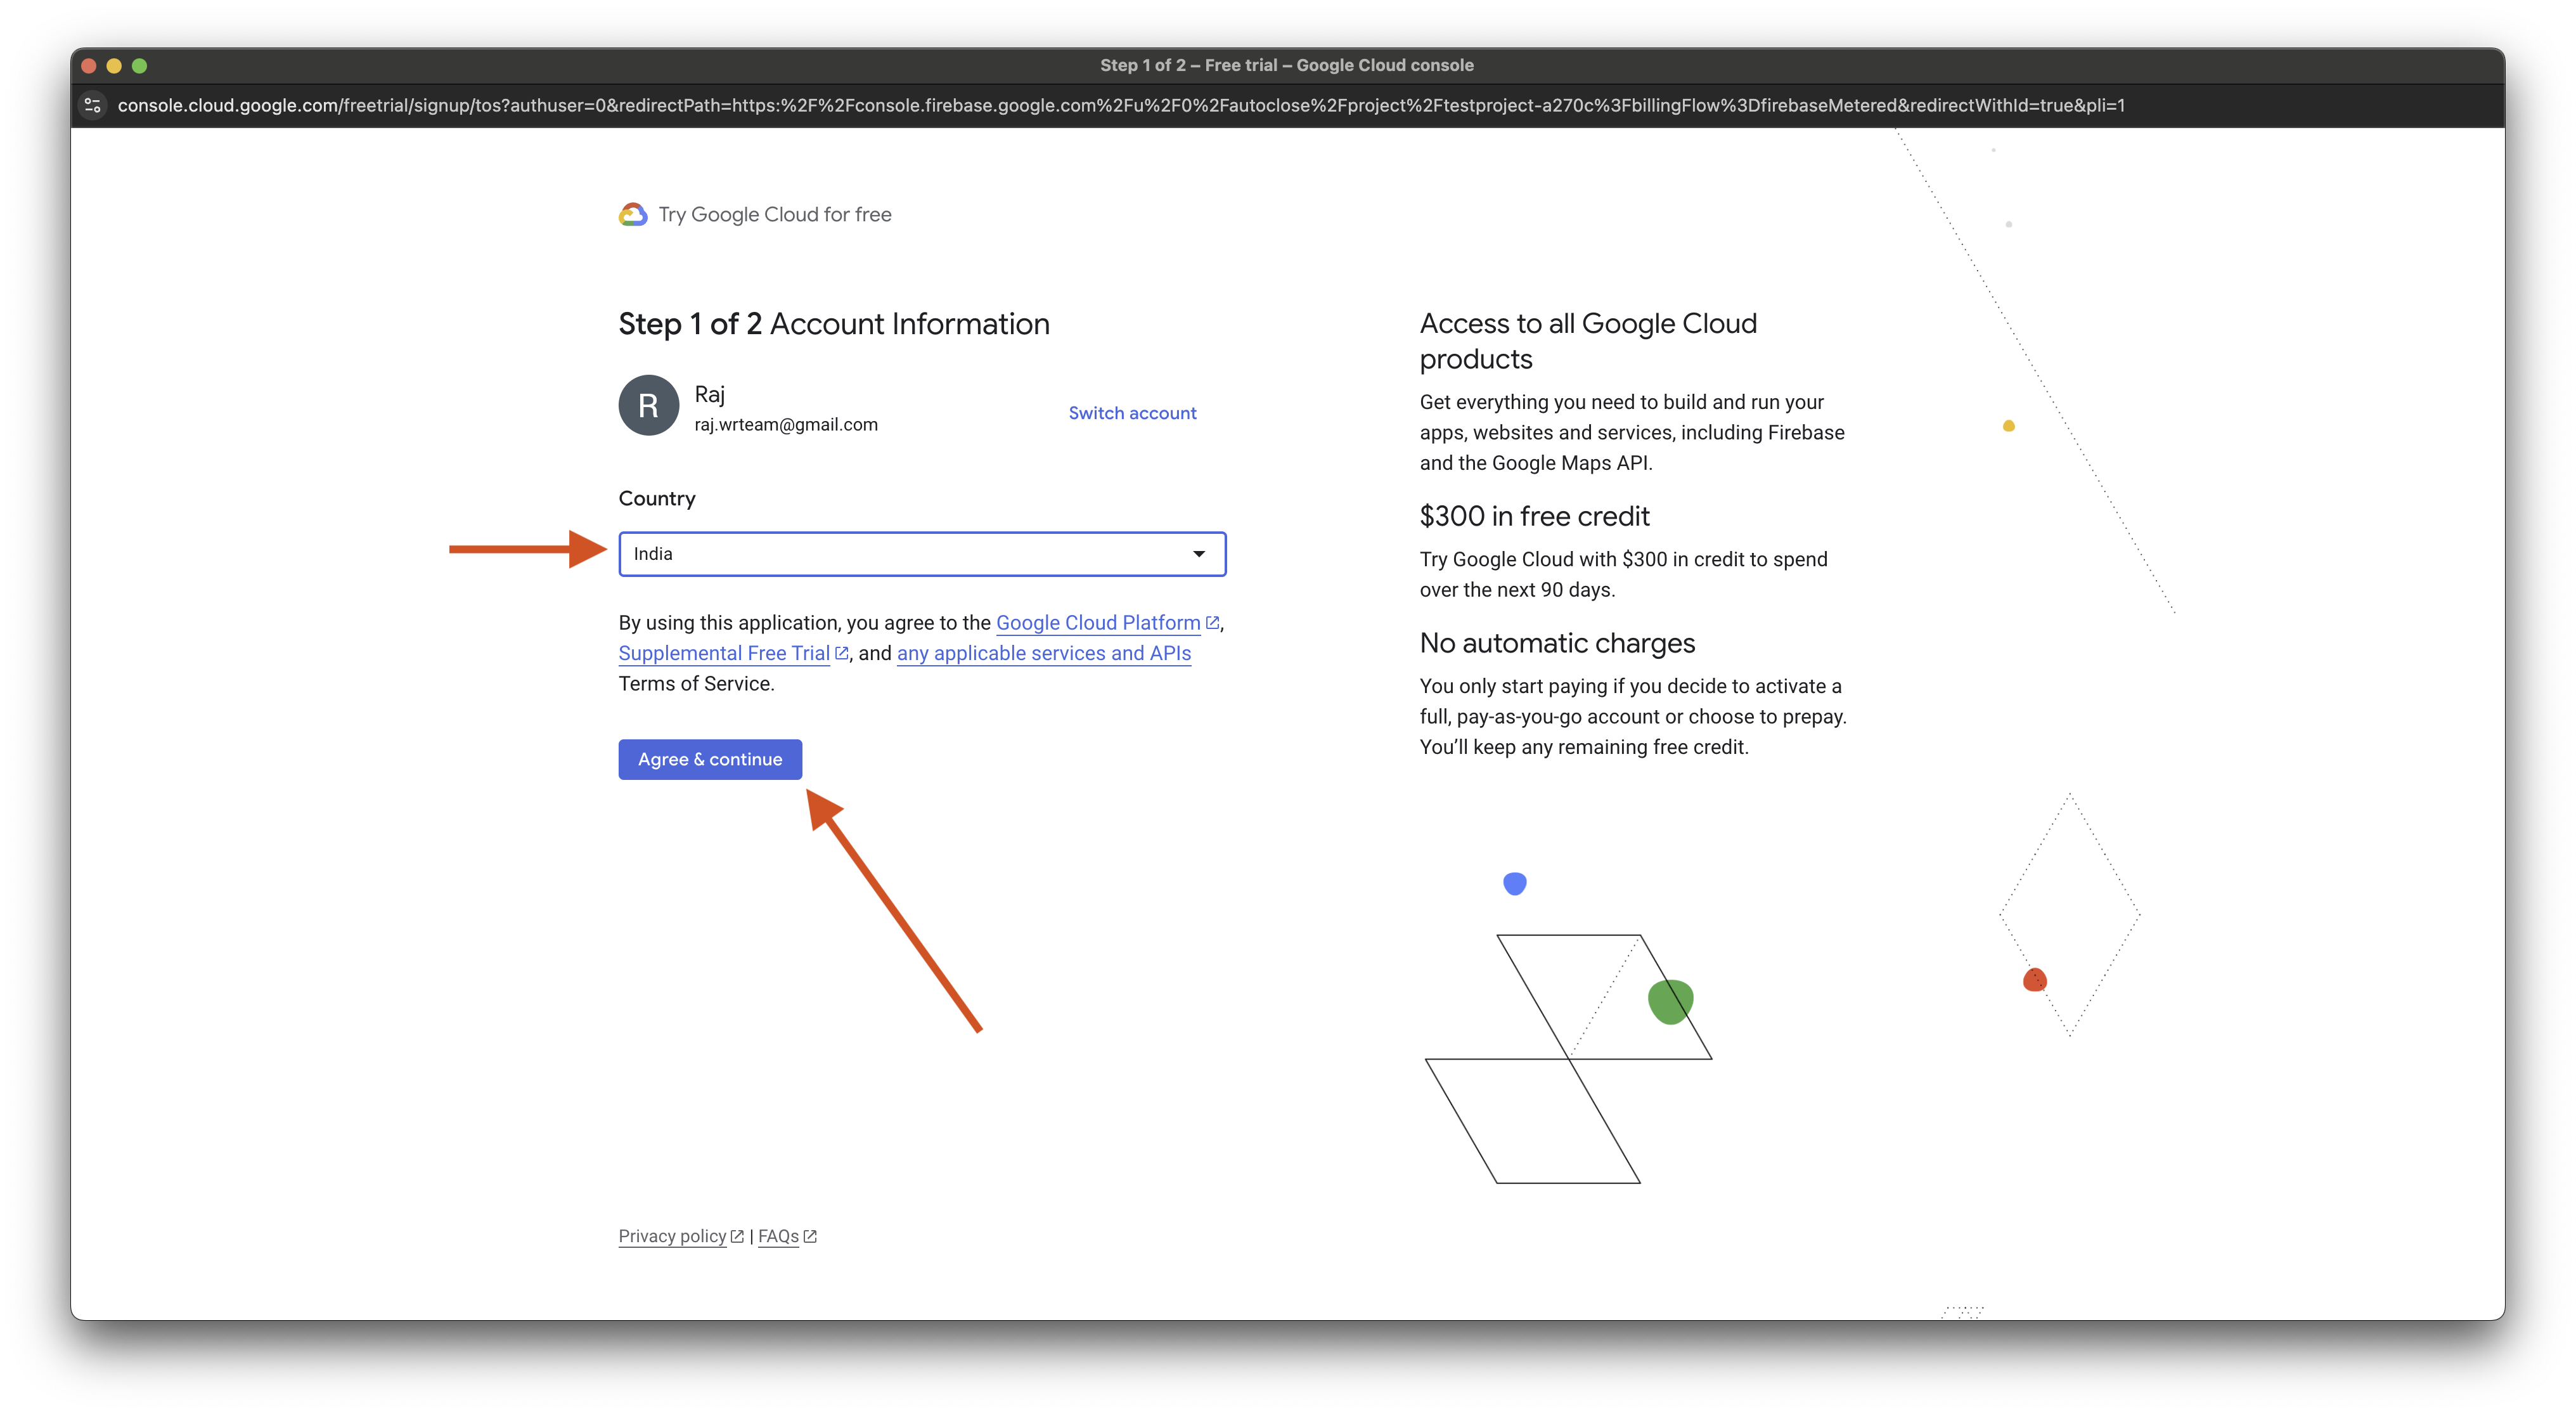 Step 1 of 2 – Free trial – Google Cloud console
console.cloud.google.com/freetrial/signup/tos?authuser=0&redirectPath=https:%2F%2Fconsole.firebase.google.com%2Fu%2F0%2Fautoclose%2Fproject%2Ftestproject-a270c%3FbillingFlow%3DfirebaseMetered&redirectWithId=true&pli=1
Try Google Cloud for free
Step 1 of 2 Account Information
R
Raj
raj.wrteam@gmail.com
Switch account
Country
India
By using this application, you agree to the Google Cloud Platform,
Supplemental Free Trial, and any applicable services and APIs
Terms of Service.
Agree & continue
Access to all Google Cloud
products
Get everything you need to build and run your
apps, websites and services, including Firebase
and the Google Maps API.
$300 in free credit
Try Google Cloud with $300 in credit to spend
over the next 90 days.
No automatic charges
You only start paying if you decide to activate a
full, pay-as-you-go account or choose to prepay.
You’ll keep any remaining free credit.
Privacy policy | FAQs